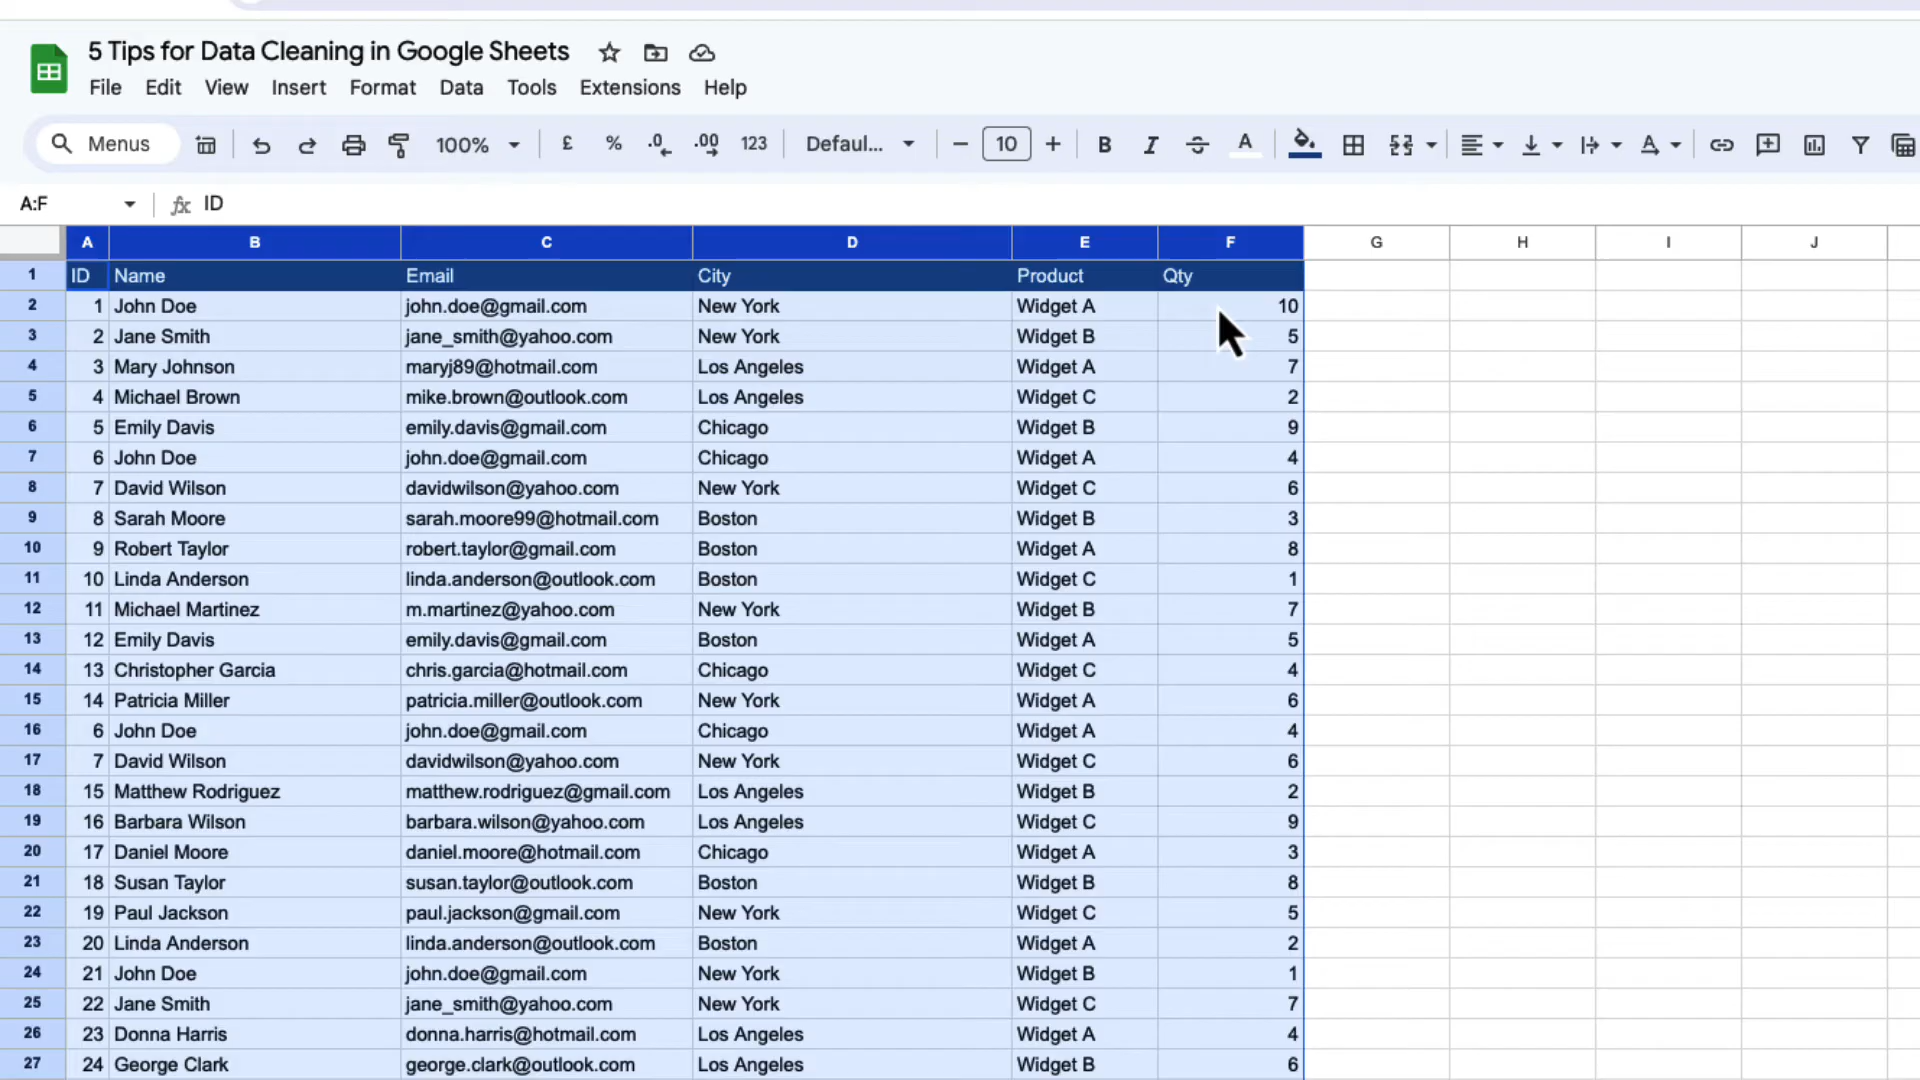 5 Tips for Data Cleaning in Google Sheets
File Edit View Insert Format Data Tools Extensions Help
Menus 100% £ % .0 .00 123 Defaul... 10 B I S A A
A:F fx ID
A B C D E F G H I J
1 ID Name Email City Product Qty
2 1 John Doe john.doe@gmail.com New York Widget A 10
3 2 Jane Smith jane_smith@yahoo.com New York Widget B 5
4 3 Mary Johnson maryj89@hotmail.com Los Angeles Widget A 7
5 4 Michael Brown mike.brown@outlook.com Los Angeles Widget C 2
6 5 Emily Davis emily.davis@gmail.com Chicago Widget B 9
7 6 John Doe john.doe@gmail.com Chicago Widget A 4
8 7 David Wilson davidwilson@yahoo.com New York Widget C 6
9 8 Sarah Moore sarah.moore99@hotmail.com Boston Widget B 3
10 9 Robert Taylor robert.taylor@gmail.com Boston Widget A 8
11 10 Linda Anderson linda.anderson@outlook.com Boston Widget C 1
12 11 Michael Martinez m.martinez@yahoo.com New York Widget B 7
13 12 Emily Davis emily.davis@gmail.com Boston Widget A 5
14 13 Christopher Garcia chris.garcia@hotmail.com Chicago Widget C 4
15 14 Patricia Miller patricia.miller@outlook.com New York Widget A 6
16 6 John Doe john.doe@gmail.com Chicago Widget A 4
17 7 David Wilson davidwilson@yahoo.com New York Widget C 6
18 15 Matthew Rodriguez matthew.rodriguez@gmail.com Los Angeles Widget B 2
19 16 Barbara Wilson barbara.wilson@yahoo.com Los Angeles Widget C 9
20 17 Daniel Moore daniel.moore@hotmail.com Chicago Widget A 3
21 18 Susan Taylor susan.taylor@outlook.com Boston Widget B 8
22 19 Paul Jackson paul.jackson@gmail.com New York Widget C 5
23 20 Linda Anderson linda.anderson@outlook.com Boston Widget A 2
24 21 John Doe john.doe@gmail.com New York Widget B 1
25 22 Jane Smith jane_smith@yahoo.com New York Widget C 7
26 23 Donna Harris donna.harris@hotmail.com Los Angeles Widget A 4
27 24 George Clark george.clark@outlook.com Los Angeles Widget B 6